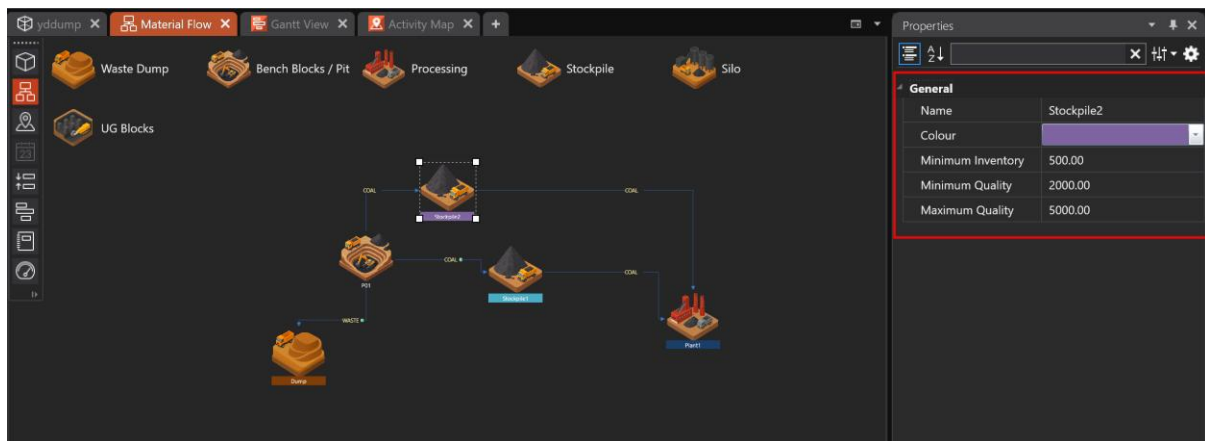 yddump Material Flow Gantt View Activity Map
Properties
Waste Dump Bench Blocks / Pit Processing Stockpile Silo
UG Blocks
General
Name Stockpile2
Colour
Minimum Inventory 500.00
Minimum Quality 2000.00
Maximum Quality 5000.00
COAL COAL
Stockpile2
COAL COAL
P01
Stockpile1
WASTE
Plant1
Dump
23